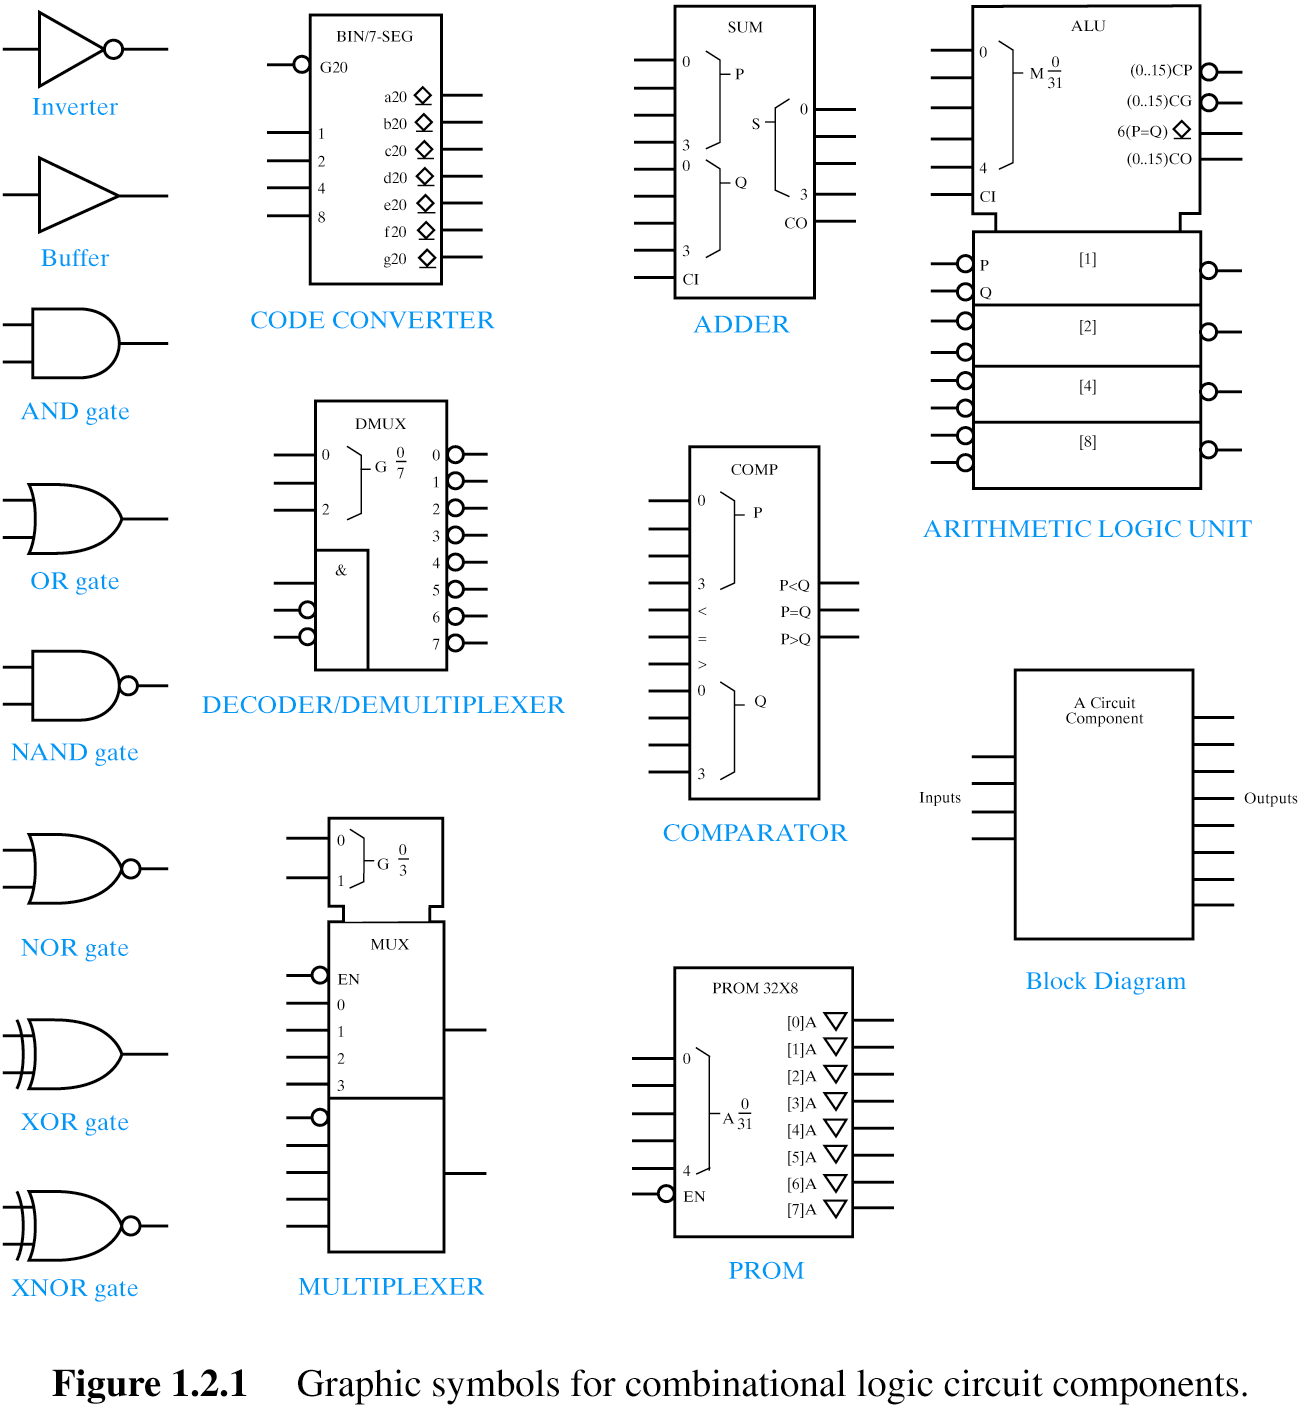 Inverter
Buffer
AND gate
OR gate
NAND gate
NOR gate
XOR gate
XNOR gate
BIN/7-SEG
G20
a20
b20
c20
d20
e20
f20
g20
1
2
4
8
CODE CONVERTER
DMUX
0
2
G 0/7
&
0
1
2
3
4
5
6
7
DECODER/DEMULTIPLEXER
0
1
G 0/3
MUX
EN
0
1
2
3
MULTIPLEXER
SUM
0
P
3
0
Q
3
CI
S
0
3
CO
ADDER
COMP
0
P
3
<
=
>
0
Q
3
P<Q
P=Q
P>Q
COMPARATOR
PROM 32X8
0
4
A 0/31
EN
[0]A
[1]A
[2]A
[3]A
[4]A
[5]A
[6]A
[7]A
PROM
ALU
0
4
M 0/31
CI
(0..15)CP
(0..15)CG
6(P=Q)
(0..15)CO
P
Q
[1]
[2]
[4]
[8]
ARITHMETIC LOGIC UNIT
A Circuit
Component
Inputs
Outputs
Block Diagram
Figure 1.2.1 Graphic symbols for combinational logic circuit components.